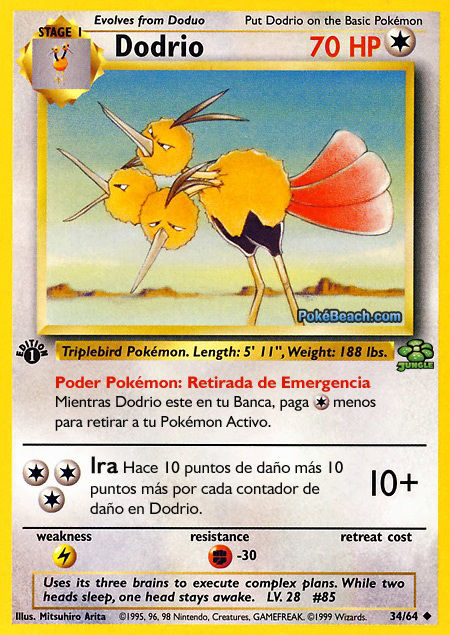 Evolves from Doduo Put Dodrio on the Basic Pokémon
STAGE 1
Dodrio 70 HP
PokéBeach.com
EDITION
1
Triplebird Pokémon. Length: 5' 11", Weight: 188 lbs.
JUNGLE
Poder Pokémon: Retirada de Emergencia
Mientras Dodrio este en tu Banca, paga menos
para retirar a tu Pokémon Activo.
Ira Hace 10 puntos de daño más 10
puntos más por cada contador de
daño en Dodrio.
10+
weakness resistance retreat cost
-30
Uses its three brains to execute complex plans. While two
heads sleep, one head stays awake. LV. 28 #85
Illus. Mitsuhiro Arita ©1995, 96, 98 Nintendo, Creatures, GAMEFREAK. ©1999 Wizards. 34/64